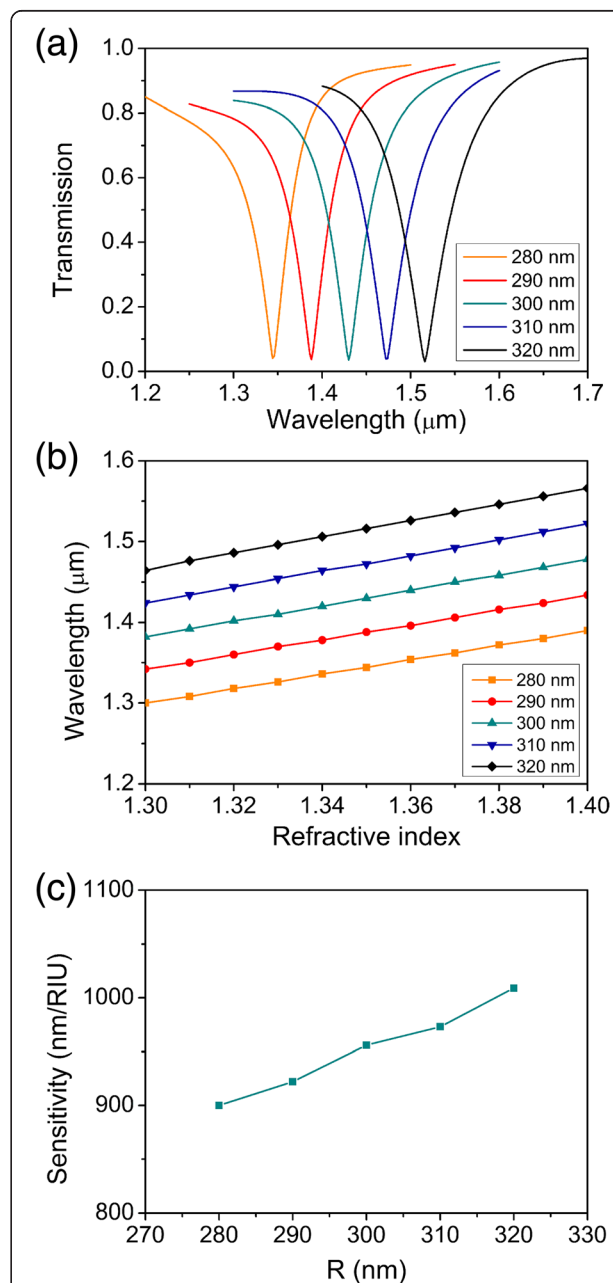 (a)
1.0
0.8
0.6
0.4
0.2
0.0
Transmission
280 nm
290 nm
300 nm
310 nm
320 nm
1.2 1.3 1.4 1.5 1.6 1.7
Wavelength (μm)
(b)
1.6
1.5
1.4
1.3
1.2
Wavelength (μm)
280 nm
290 nm
300 nm
310 nm
320 nm
1.30 1.32 1.34 1.36 1.38 1.40
Refractive index
(c)
1100
1000
900
800
Sensitivity (nm/RIU)
270 280 290 300 310 320 330
R (nm)